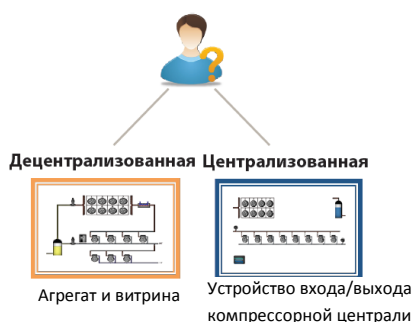 Децентрализованная Централизованная
Агрегат и витрина
Устройство входа/выхода
компрессорной централи